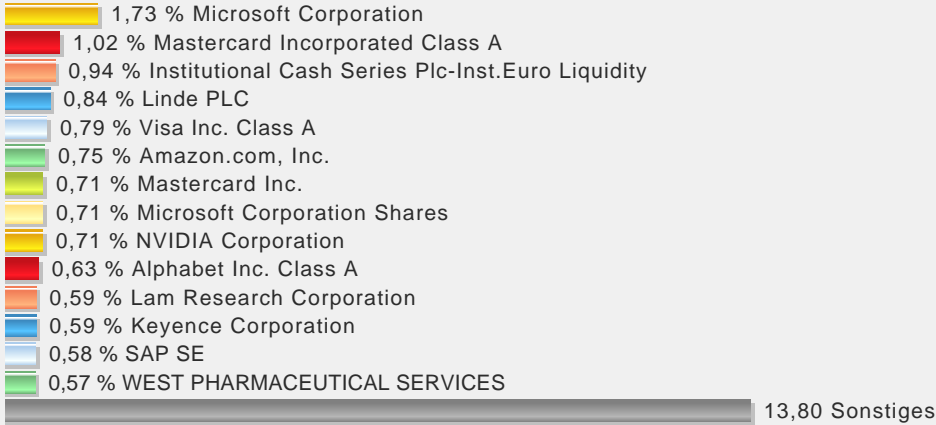 1,73 % Microsoft Corporation
1,02 % Mastercard Incorporated Class A
0,94 % Institutional Cash Series Plc-Inst.Euro Liquidity
0,84 % Linde PLC
0,79 % Visa Inc. Class A
0,75 % Amazon.com, Inc.
0,71 % Mastercard Inc.
0,71 % Microsoft Corporation Shares
0,71 % NVIDIA Corporation
0,63 % Alphabet Inc. Class A
0,59 % Lam Research Corporation
0,59 % Keyence Corporation
0,58 % SAP SE
0,57 % WEST PHARMACEUTICAL SERVICES
13,80 Sonstiges